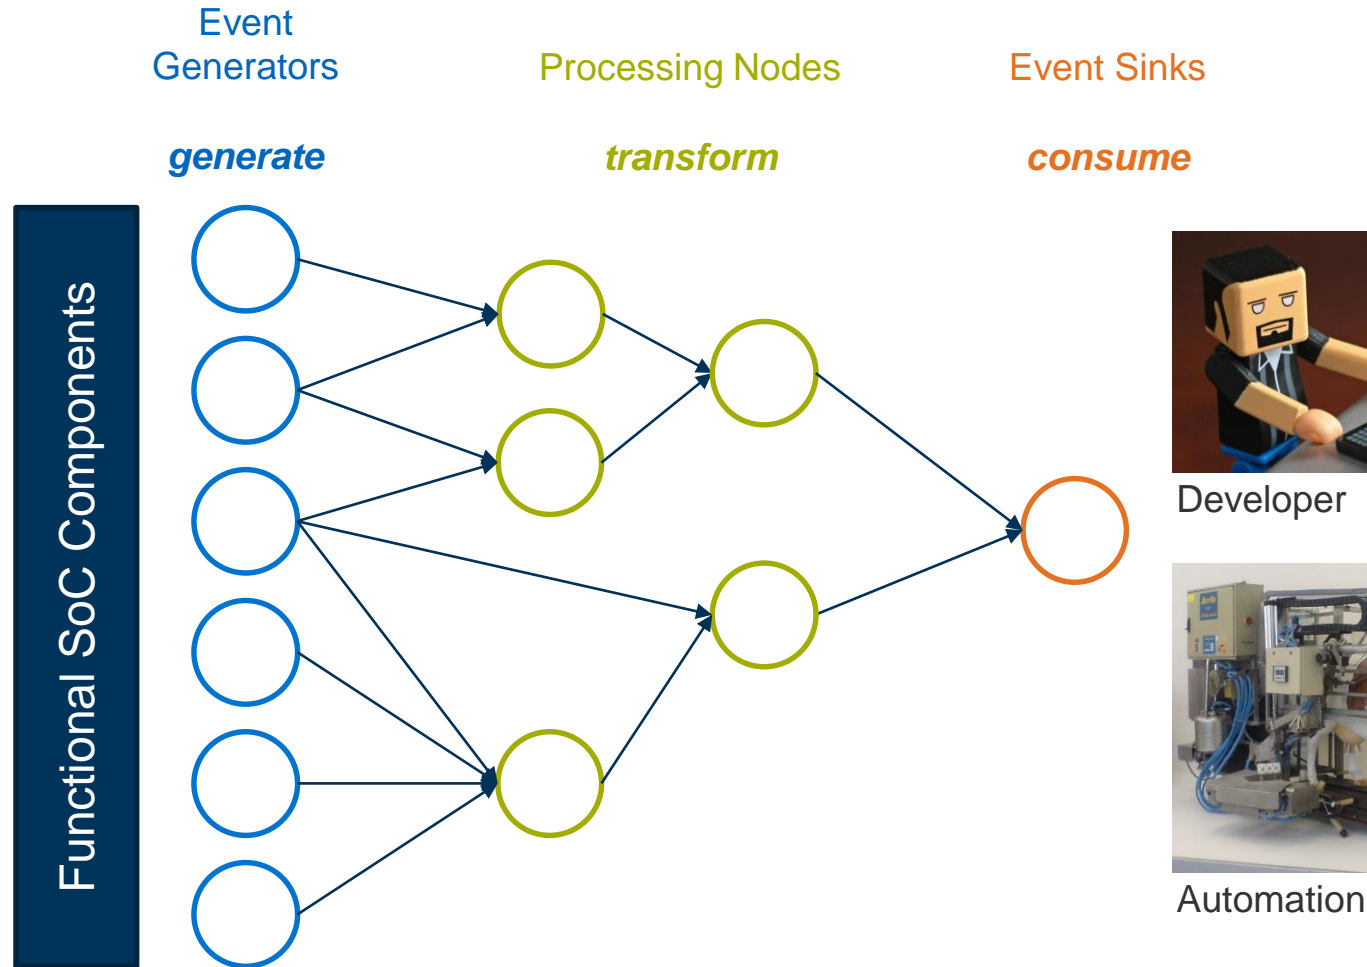 Event
Generators
Processing Nodes
Event Sinks
generate
transform
consume
Functional SoC Components
Developer
Automation